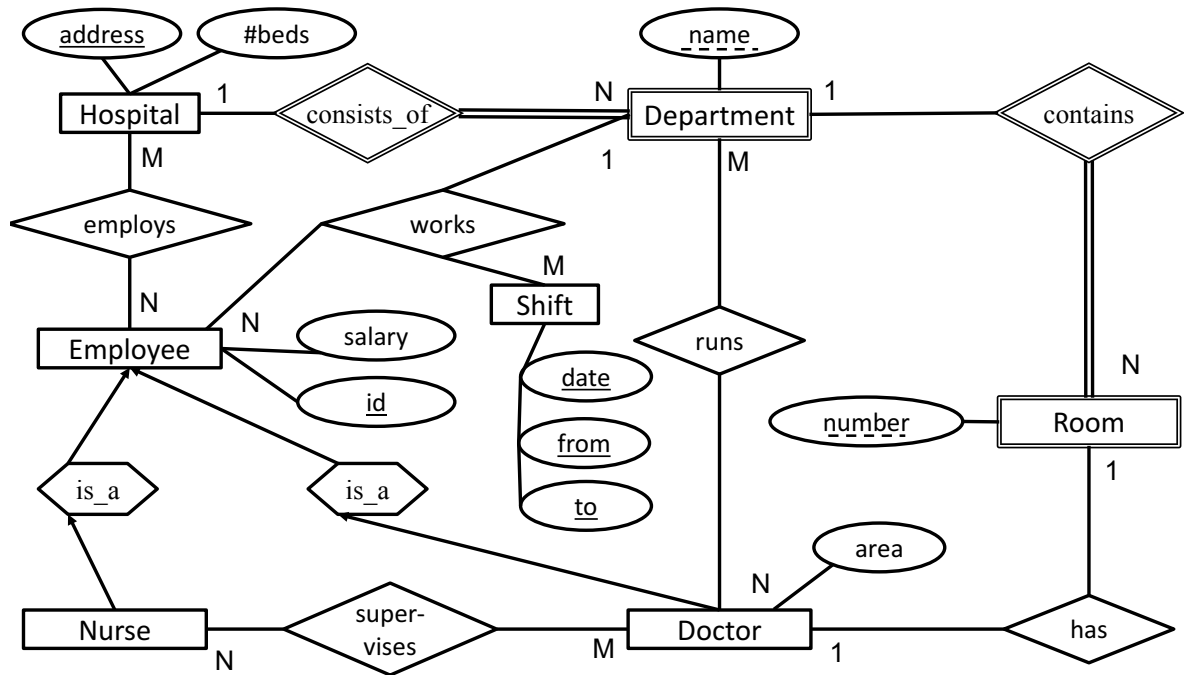 address
#beds
name
Hospital
1
consists_of
N
Department
1
contains
M
1
M
employs
works
N
N
M
Shift
Employee
salary
runs
id
date
N
from
number
Room
is_a
is_a
to
1
area
N
Nurse
super-
vises
Doctor
has
N
M
1